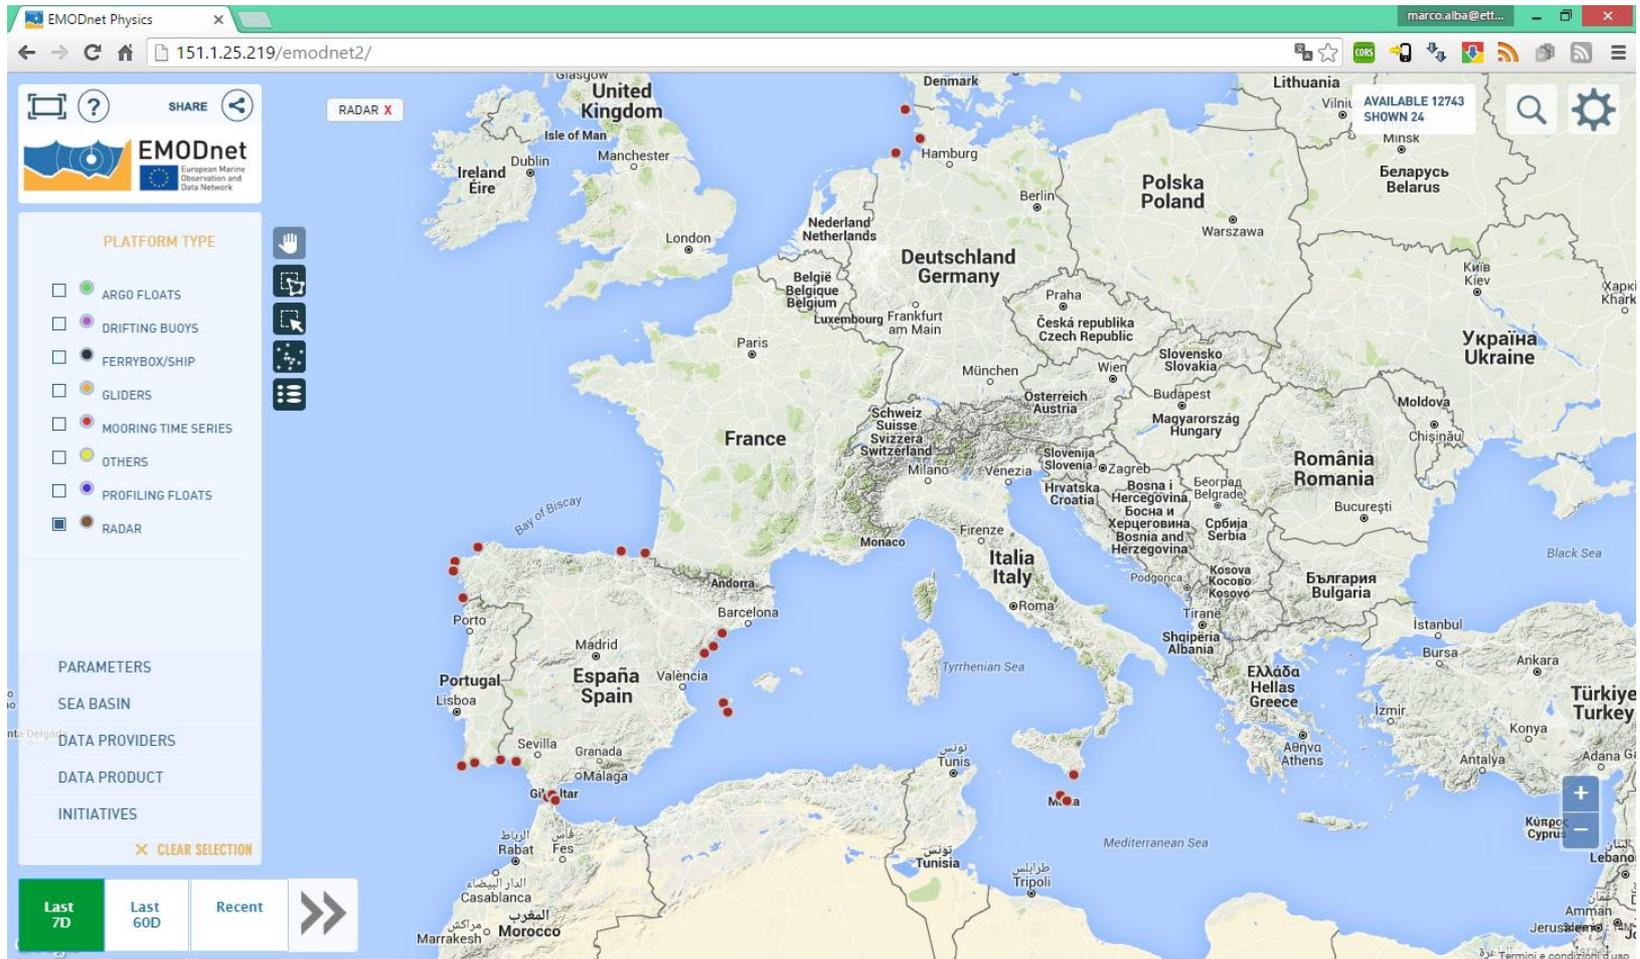 EMODnet Physics
marco.alba@ett...
151.1.25.219/emodnet2/
CORS
SHARE
EMODnet
European Marine
Observation and
Data Network
RADAR X
AVAILABLE 12743
SHOWN 24
PLATFORM TYPE
ARGO FLOATS
DRIFTING BUOYS
FERRYBOX/SHIP
GLIDERS
MOORING TIME SERIES
OTHERS
PROFILING FLOATS
RADAR
PARAMETERS
SEA BASIN
DATA PROVIDERS
DATA PRODUCT
INITIATIVES
X CLEAR SELECTION
Last
7D
Last
60D
Recent
Glasgow
United
Kingdom
Isle of Man
Manchester
Dublin
Ireland
Éire
London
Denmark
Hamburg
Berlin
Lithuania
Minsk
Беларусь
Belarus
Polska
Poland
Warszawa
Nederland
Netherlands
Deutschland
Germany
België
Belgique
Belgium
Luxembourg
Frankfurt
am Main
Praha
Česká republika
Czech Republic
Київ
Kiev
Україна
Ukraine
Paris
München
Wien
Slovensko
Slovakia
Österreich
Austria
Budapest
Magyarország
Hungary
Moldova
Chișinău
France
Schweiz
Suisse
Svizzera
Switzerland
Milano
Venezia
Slovenija
Slovenia
Zagreb
Hrvatska
Croatia
Bosna i
Hercegovina
Босна и
Херцеговина
Bosnia and
Herzegovina
Београд
Belgrade
Србија
Serbia
România
Romania
București
Bay of Biscay
Monaco
Firenze
Italia
Italy
Roma
Podgorica
Kosova
Косово
Kosovo
България
Bulgaria
Black Sea
Andorra
Barcelona
Porto
Madrid
España
Spain
València
Portugal
Lisboa
Tyrrhenian Sea
Tiranë
Shqipëria
Albania
Ελλάδα
Hellas
Greece
Αθήνα
Athens
İstanbul
Bursa
Ankara
Türkiye
Turkey
İzmir
Konya
Antalya
Sevilla
Granada
Málaga
تونس
Tunis
Κύπρος
Cyprus
Mediterranean Sea
الرباط
Rabat
فاس
Fes
الدار البيضاء
Casablanca
المغرب
Morocco
مراكش
Marrakesh
تونس
Tunisia
طرابلس
Tripoli
Amman
Termini e condizioni d'uso